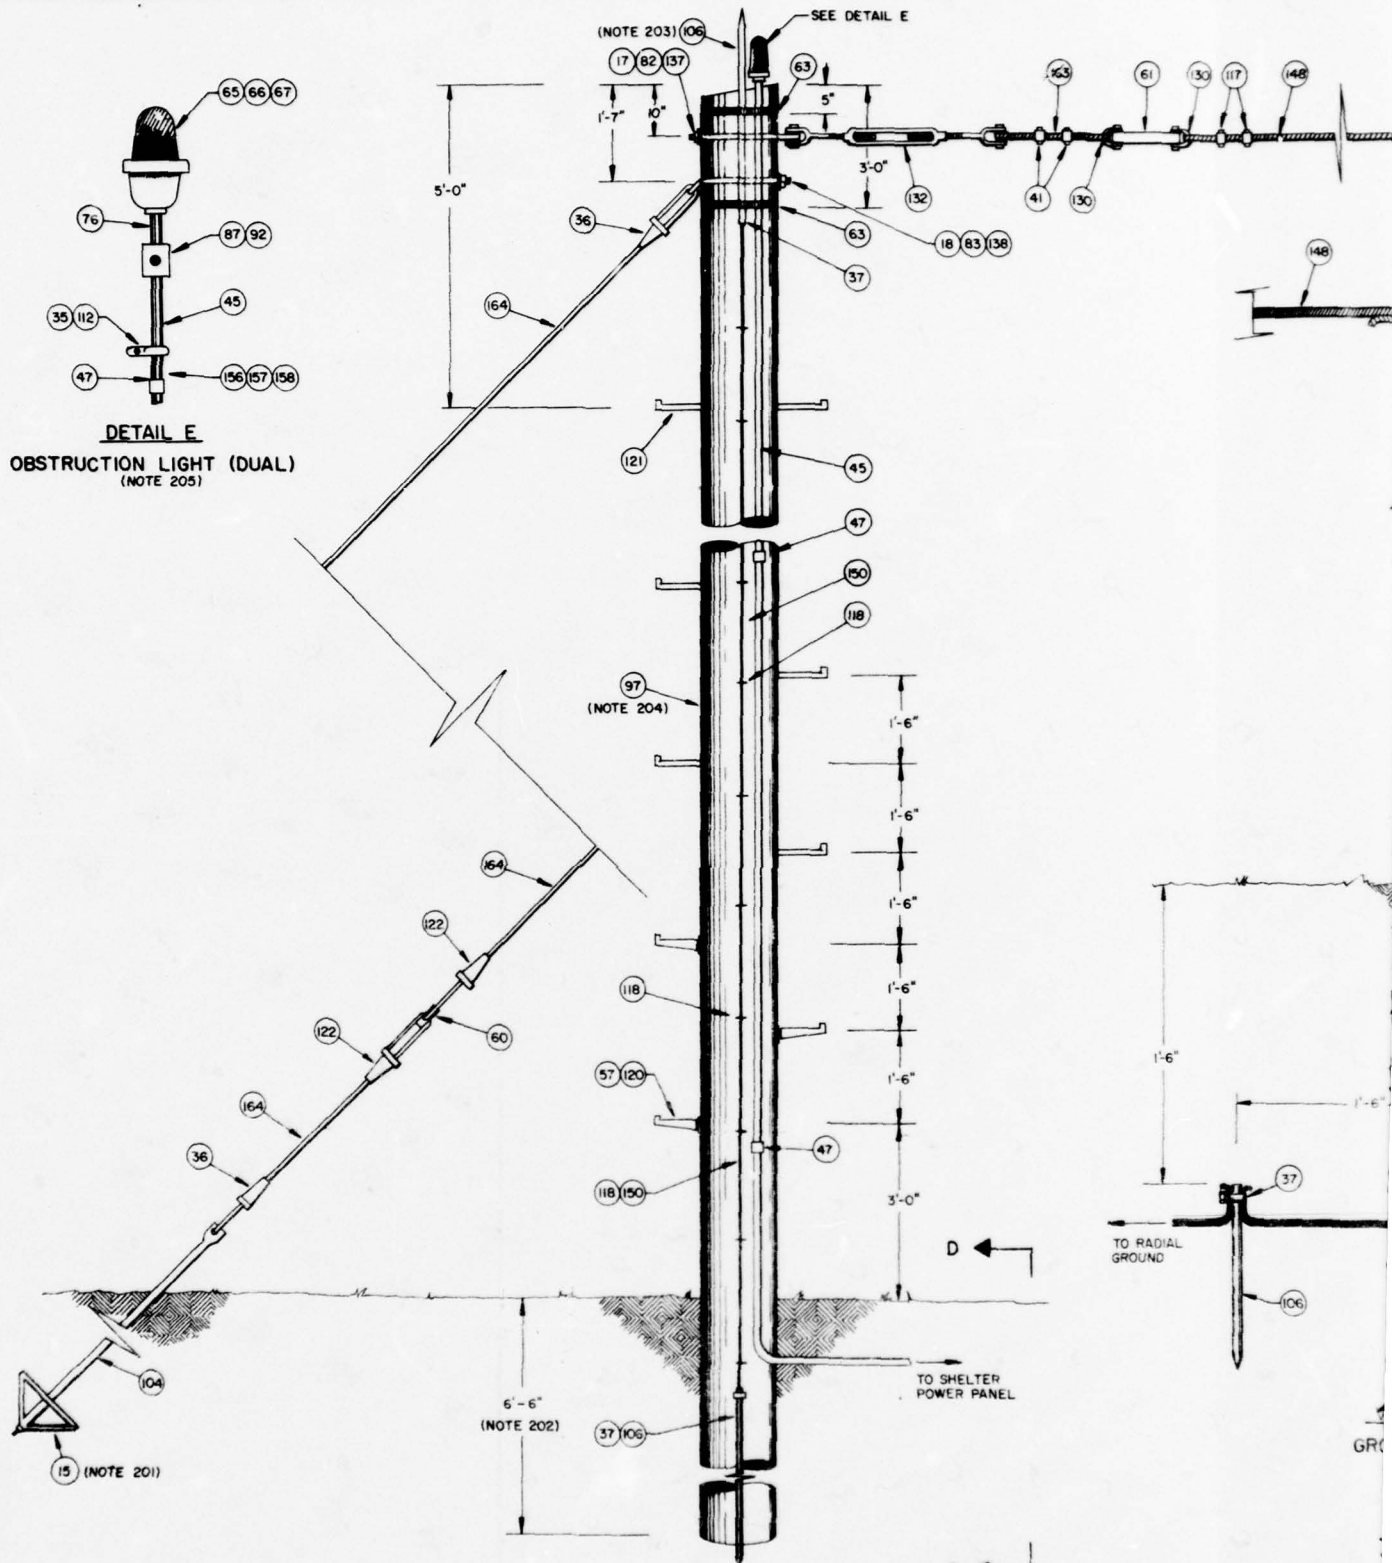 SEE DETAIL E
(NOTE 203) 106
17 82 137
63
65 66 67
1'-7"
10"
5"
163
61
130
117
148
5'-0"
3'-0"
132
41
130
76
87 92
36
63
18 83 138
37
148
45
164
35 112
47
156 157 158
DETAIL E
OBSTRUCTION LIGHT (DUAL)
(NOTE 205)
121
45
47
150
118
97
(NOTE 204)
1'-6"
1'-6"
164
1'-6"
122
118
1'-6"
122
60
57 120
1'-6"
1'-6"
1'-6"
164
36
47
118 150
3'-0"
37
D
TO RADIAL
GROUND
106
104
TO SHELTER
POWER PANEL
6'-6"
(NOTE 202)
37 106
15 (NOTE 201)
GRO